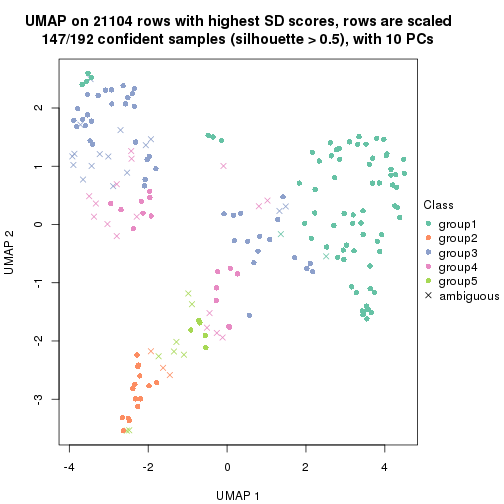 UMAP on 21104 rows with highest SD scores, rows are scaled
147/192 confident samples (silhouette > 0.5), with 10 PCs
UMAP 2
2
1
0
-1
-2
-3
-4
-2
0
2
4
UMAP 1
Class
group1
group2
group3
group4
group5
ambiguous